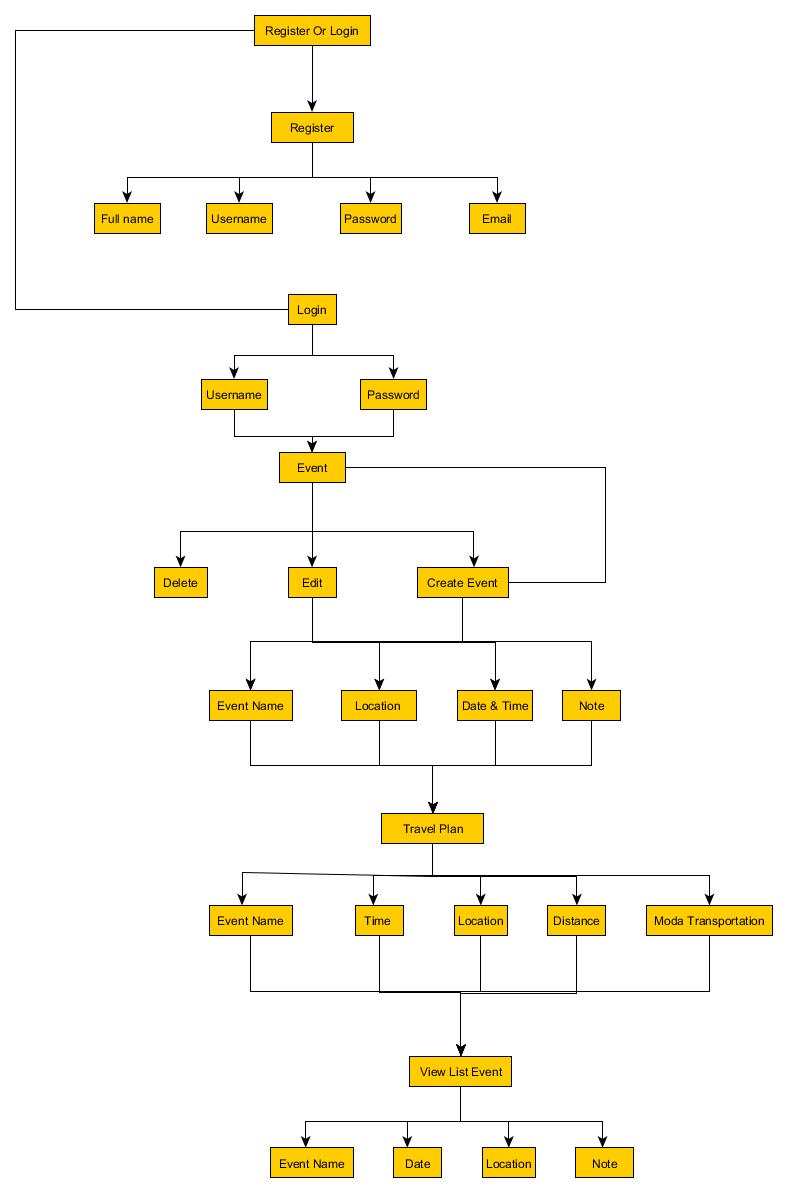 Register Or Login
Register
Full name
Username
Password
Email
Login
Username
Password
Event
Delete
Edit
Create Event
Event Name
Location
Date & Time
Note
Travel Plan
Event Name
Time
Location
Distance
Moda Transportation
View List Event
Event Name
Date
Location
Note